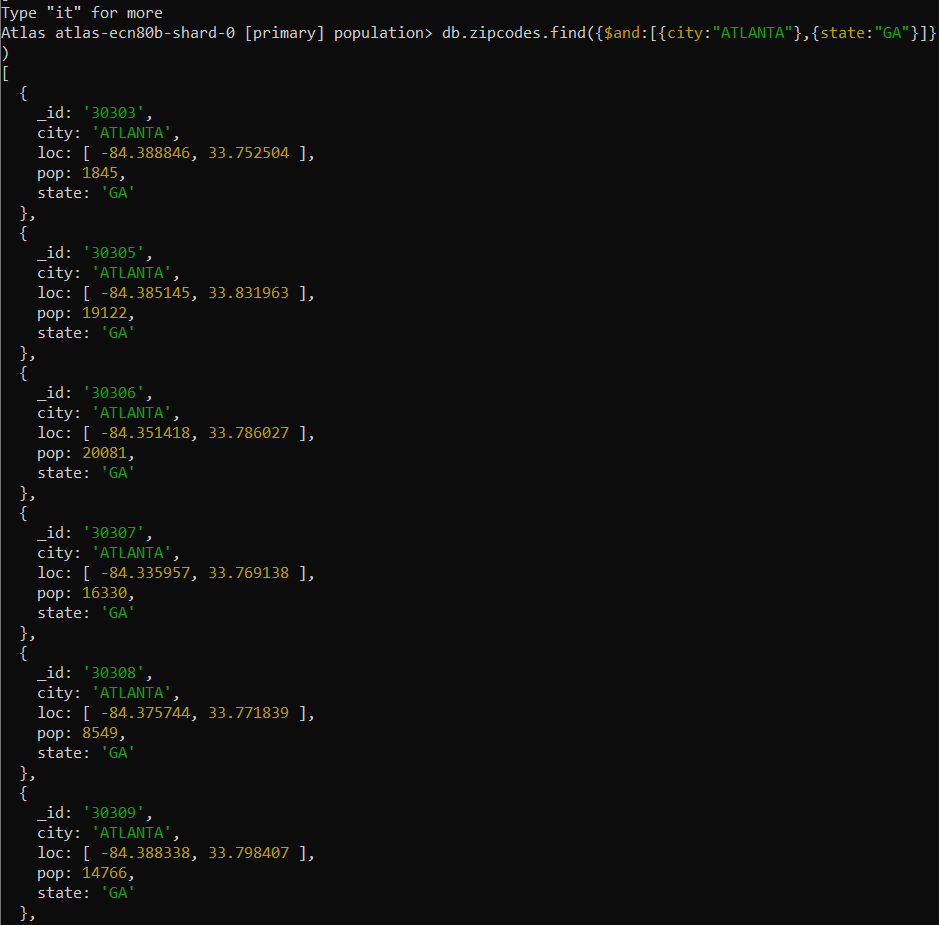 Type "it" for more
Atlas atlas-ecn80b-shard-0 [primary] population> db.zipcodes.find({$and:[{city:"ATLANTA"},{state:"GA"}]}
)
[
  {
    _id: '30303',
    city: 'ATLANTA',
    loc: [ -84.388846, 33.752504 ],
    pop: 1845,
    state: 'GA'
  },
  {
    _id: '30305',
    city: 'ATLANTA',
    loc: [ -84.385145, 33.831963 ],
    pop: 19122,
    state: 'GA'
  },
  {
    _id: '30306',
    city: 'ATLANTA',
    loc: [ -84.351418, 33.786027 ],
    pop: 20081,
    state: 'GA'
  },
  {
    _id: '30307',
    city: 'ATLANTA',
    loc: [ -84.335957, 33.769138 ],
    pop: 16330,
    state: 'GA'
  },
  {
    _id: '30308',
    city: 'ATLANTA',
    loc: [ -84.375744, 33.771839 ],
    pop: 8549,
    state: 'GA'
  },
  {
    _id: '30309',
    city: 'ATLANTA',
    loc: [ -84.388338, 33.798407 ],
    pop: 14766,
    state: 'GA'
  },